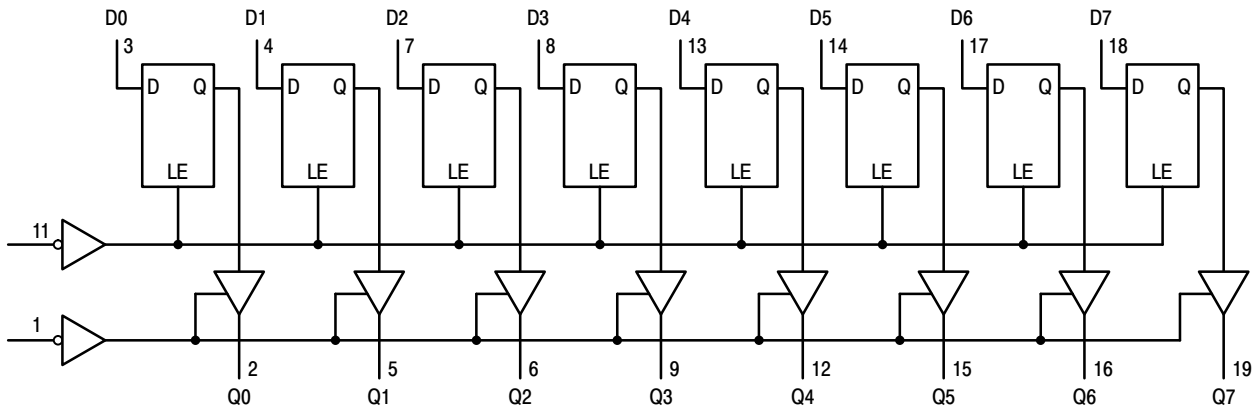 D0 D1 D2 D3 D4 D5 D6 D7
3 4 7 8 13 14 17 18
D Q D Q D Q D Q D Q D Q D Q D Q
LE LE LE LE LE LE LE LE
11
1
2 5 6 9 12 15 16 19
Q0 Q1 Q2 Q3 Q4 Q5 Q6 Q7